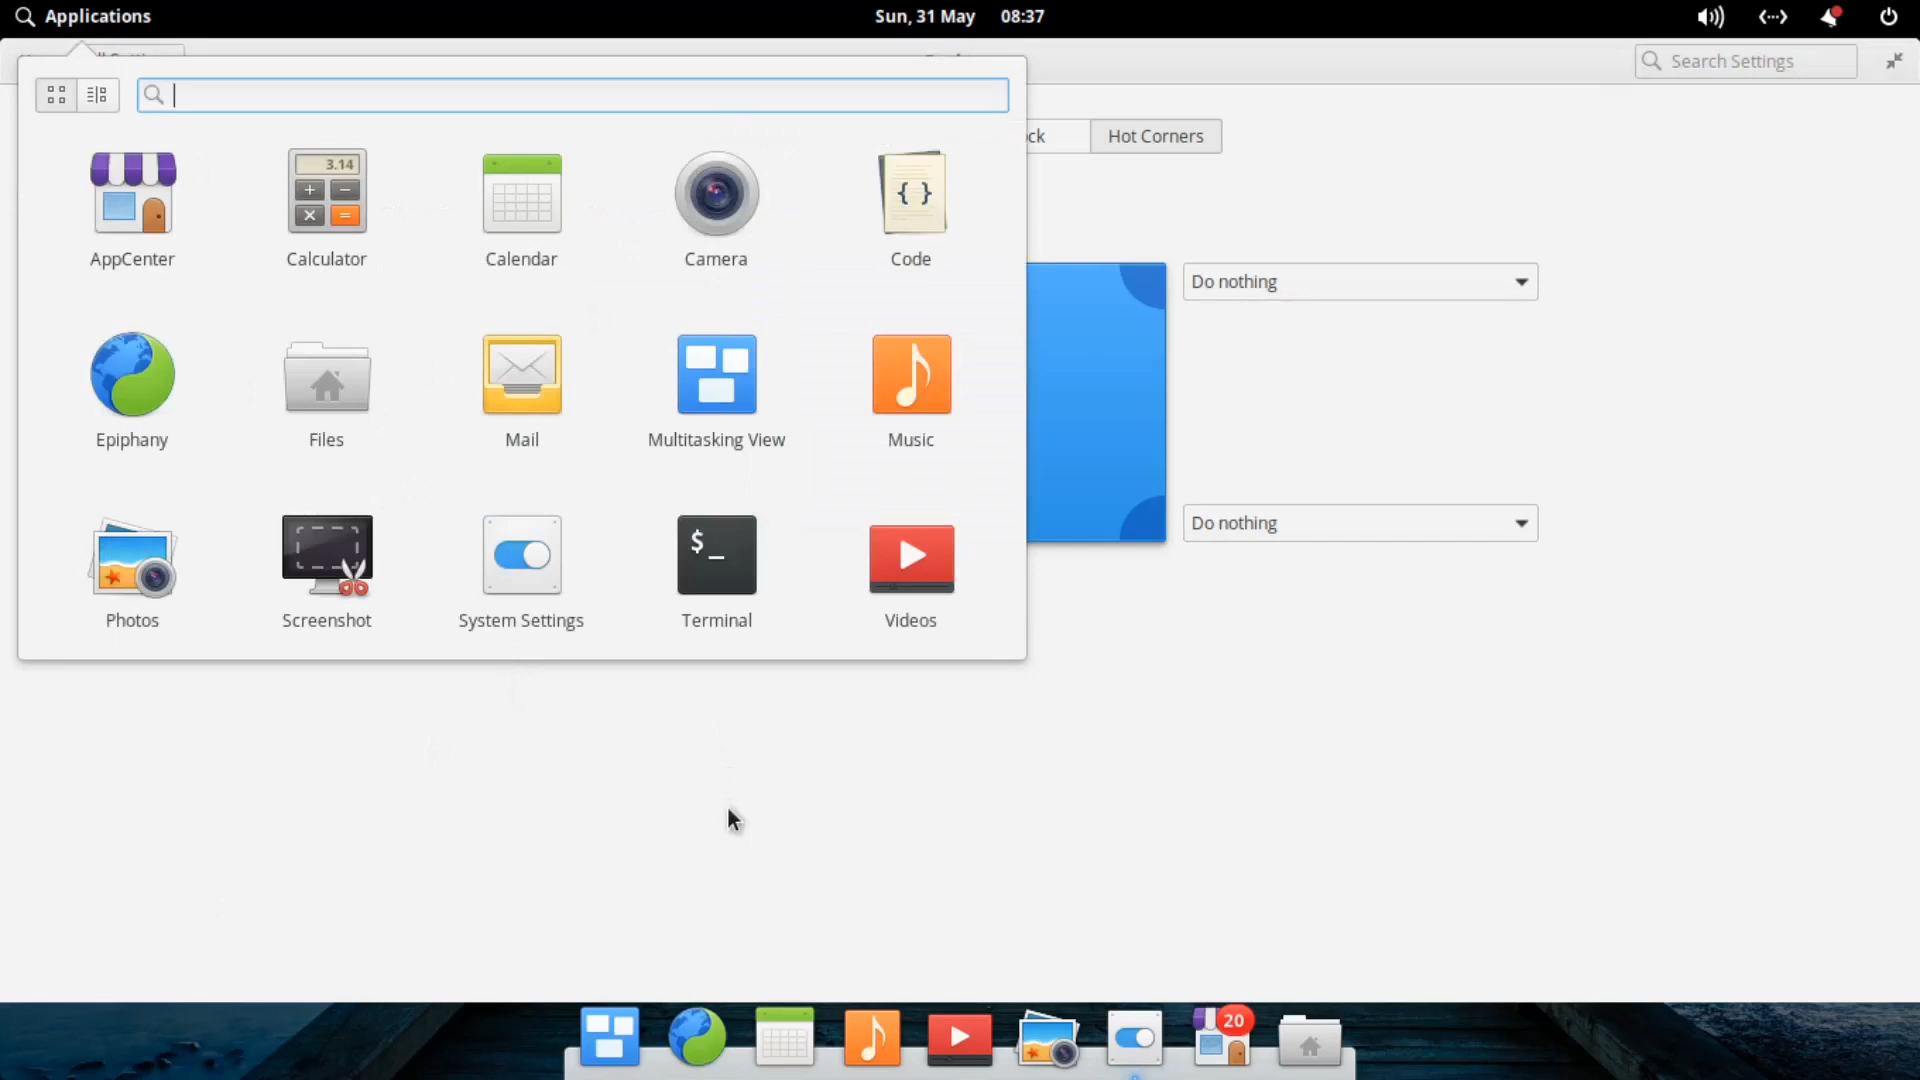 Applications
Sun, 31 May 08:37
Search Settings
Hot Corners
3.14
AppCenter
Calculator
Calendar
Camera
{ }
Code
Do nothing
Epiphany
Files
Mail
Multitasking View
Music
Do nothing
$_
Photos
Screenshot
System Settings
Terminal
Videos
20